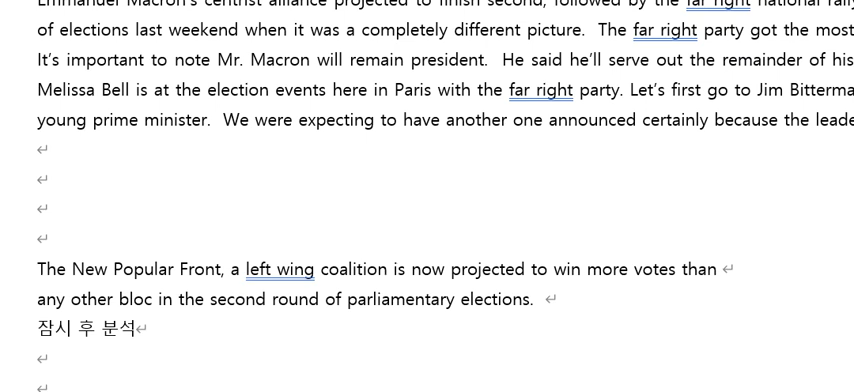 Emmanuel Macron's centrist alliance projected to finish second, followed by the far right national rally
of elections last weekend when it was a completely different picture.  The far right party got the most
It's important to note Mr. Macron will remain president.  He said he'll serve out the remainder of his
Melissa Bell is at the election events here in Paris with the far right party. Let's first go to Jim Bitterma
young prime minister.  We were expecting to have another one announced certainly because the leade
The New Popular Front, a left wing coalition is now projected to win more votes than
any other bloc in the second round of parliamentary elections.
잠시 후 분석